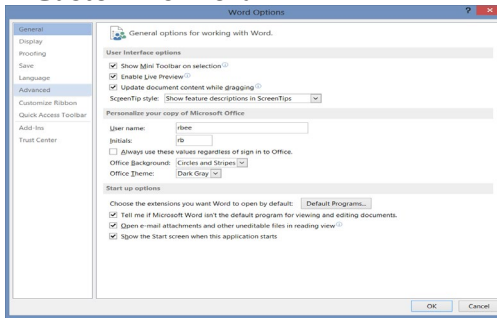 Word Options
?
General
Display
Proofing
Save
Language
Advanced
Customize Ribbon
Quick Access Toolbar
Add-Ins
Trust Center
General options for working with Word.
User Interface options
Show Mini Toolbar on selection
Enable Live Preview
Update document content while dragging
ScreenTip style: Show feature descriptions in ScreenTips
Personalize your copy of Microsoft Office
User name: rbee
Initials: rb
Always use these values regardless of sign in to Office.
Office Background: Circles and Stripes
Office Theme: Dark Gray
Start up options
Choose the extensions you want Word to open by default: Default Programs...
Tell me if Microsoft Word isn't the default program for viewing and editing documents.
Open e-mail attachments and other uneditable files in reading view
Show the Start screen when this application starts
OK Cancel